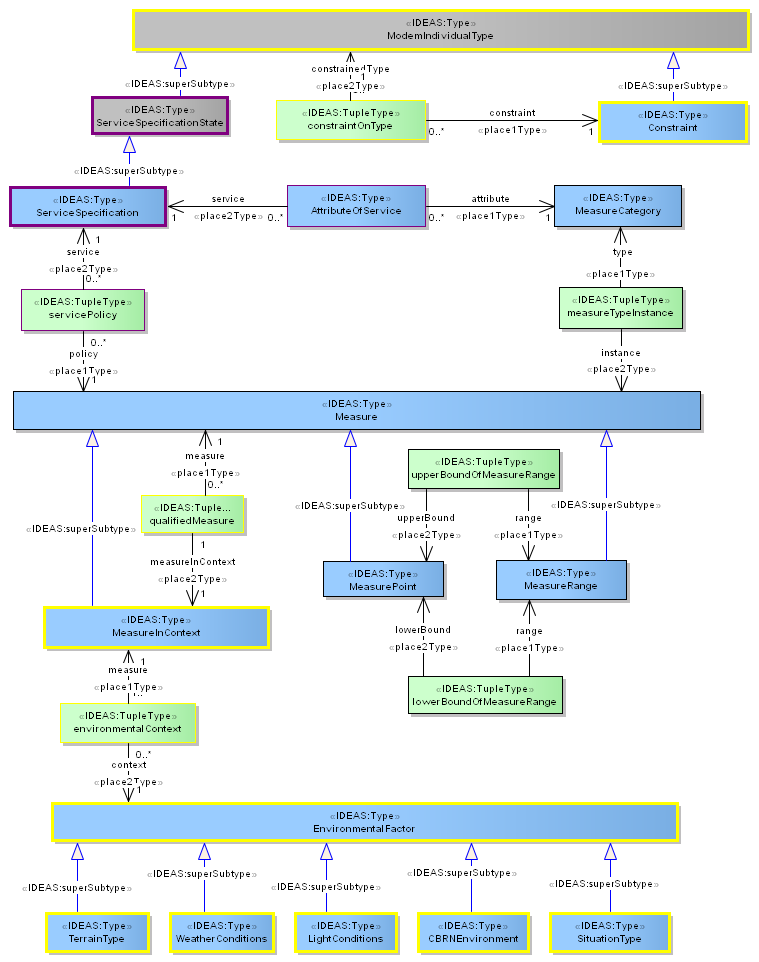 «IDEAS:Type»
ModemIndividualType
«IDEAS:superSubtype»
constrainedType
1
«place2Type»
«IDEAS:superSubtype»
«IDEAS:Type»
ServiceSpecificationState
«IDEAS:TupleType»
constraintOnType
constraint
0..*
«place1Type»
1
«IDEAS:Type»
Constraint
«IDEAS:superSubtype»
«IDEAS:Type»
ServiceSpecification
service
1
«place2Type»
0..*
«IDEAS:Type»
AttributeOfService
attribute
0..*
«place1Type»
1
«IDEAS:Type»
MeasureCategory
1
service
«place2Type»
0..*
type
«place1Type»
«IDEAS:TupleType»
servicePolicy
«IDEAS:TupleType»
measureTypeInstance
0..*
policy
«place1Type»
1
instance
«place2Type»
«IDEAS:Type»
Measure
1
measure
«place1Type»
0..*
«IDEAS:TupleType»
upperBoundOfMeasureRange
«IDEAS:superSubtype»
«IDEAS:Tuple...
qualifiedMeasure
«IDEAS:superSubtype»
upperBound
«place2Type»
range
«place1Type»
«IDEAS:superSubtype»
1
measureInContext
«place2Type»
1
«IDEAS:Type»
MeasurePoint
«IDEAS:Type»
MeasureRange
«IDEAS:Type»
MeasureInContext
lowerBound
«place2Type»
range
«place1Type»
1
measure
«place1Type»
«IDEAS:TupleType»
lowerBoundOfMeasureRange
«IDEAS:TupleType»
environmentalContext
0..*
context
«place2Type»
1
«IDEAS:Type»
EnvironmentalFactor
«IDEAS:superSubtype»
«IDEAS:superSubtype»
«IDEAS:superSubtype»
«IDEAS:superSubtype»
«IDEAS:superSubtype»
«IDEAS:Type»
TerrainType
«IDEAS:Type»
WeatherConditions
«IDEAS:Type»
LightConditions
«IDEAS:Type»
CBRNEnvironment
«IDEAS:Type»
SituationType